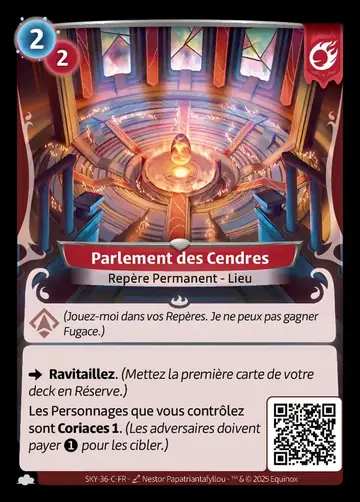 2
2
Parlement des Cendres
Repère Permanent - Lieu
(Jouez-moi dans vos Repères. Je ne peux pas gagner
Fugace.)
Ravitaillez. (Mettez la première carte de votre
deck en Réserve.)
Les Personnages que vous contrôlez
sont Coriaces 1. (Les adversaires doivent
payer 1 pour les cibler.)
SKY-36-C-FR - Nestor Papatriantafyllou - ™ & © 2025 Equinox